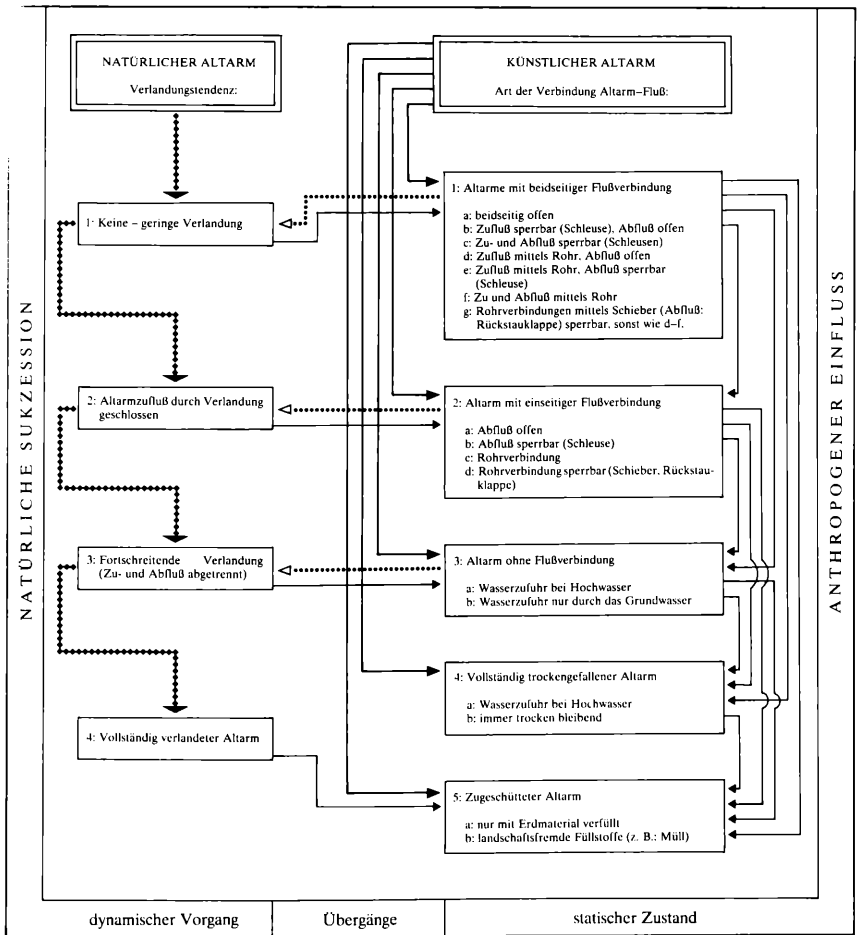 NATÜRLICHE SUKZESSION
NATÜRLICHER ALTARM
Verlandungstendenz:
1: Keine – geringe Verlandung
2: Altarmzufluß durch Verlandung
geschlossen
3: Fortschreitende Verlandung
(Zu- und Abfluß abgetrennt)
4: Vollständig verlandeter Altarm
KÜNSTLICHER ALTARM
Art der Verbindung Altarm–Fluß:
1: Altarme mit beidseitiger Flußverbindung
a: beidseitig offen
b: Zufluß sperrbar (Schleuse), Abfluß offen
c: Zu- und Abfluß sperrbar (Schleusen)
d: Zufluß mittels Rohr, Abfluß offen
e: Zufluß mittels Rohr, Abfluß sperrbar
(Schleuse)
f: Zu und Abfluß mittels Rohr
g: Rohrverbindungen mittels Schieber (Abfluß:
Rückstauklappe) sperrbar, sonst wie d–f.
2: Altarm mit einseitiger Flußverbindung
a: Abfluß offen
b: Abfluß sperrbar (Schleuse)
c: Rohrverbindung
d: Rohrverbindung sperrbar (Schieber, Rückstau-
klappe)
3: Altarm ohne Flußverbindung
a: Wasserzufuhr bei Hochwasser
b: Wasserzufuhr nur durch das Grundwasser
4: Vollständig trockengefallener Altarm
a: Wasserzufuhr bei Hochwasser
b: immer trocken bleibend
5: Zugeschütteter Altarm
a: nur mit Erdmaterial verfüllt
b: landschaftsfremde Füllstoffe (z. B.: Müll)
ANTHROPOGENER EINFLUSS
dynamischer Vorgang
Übergänge
statischer Zustand